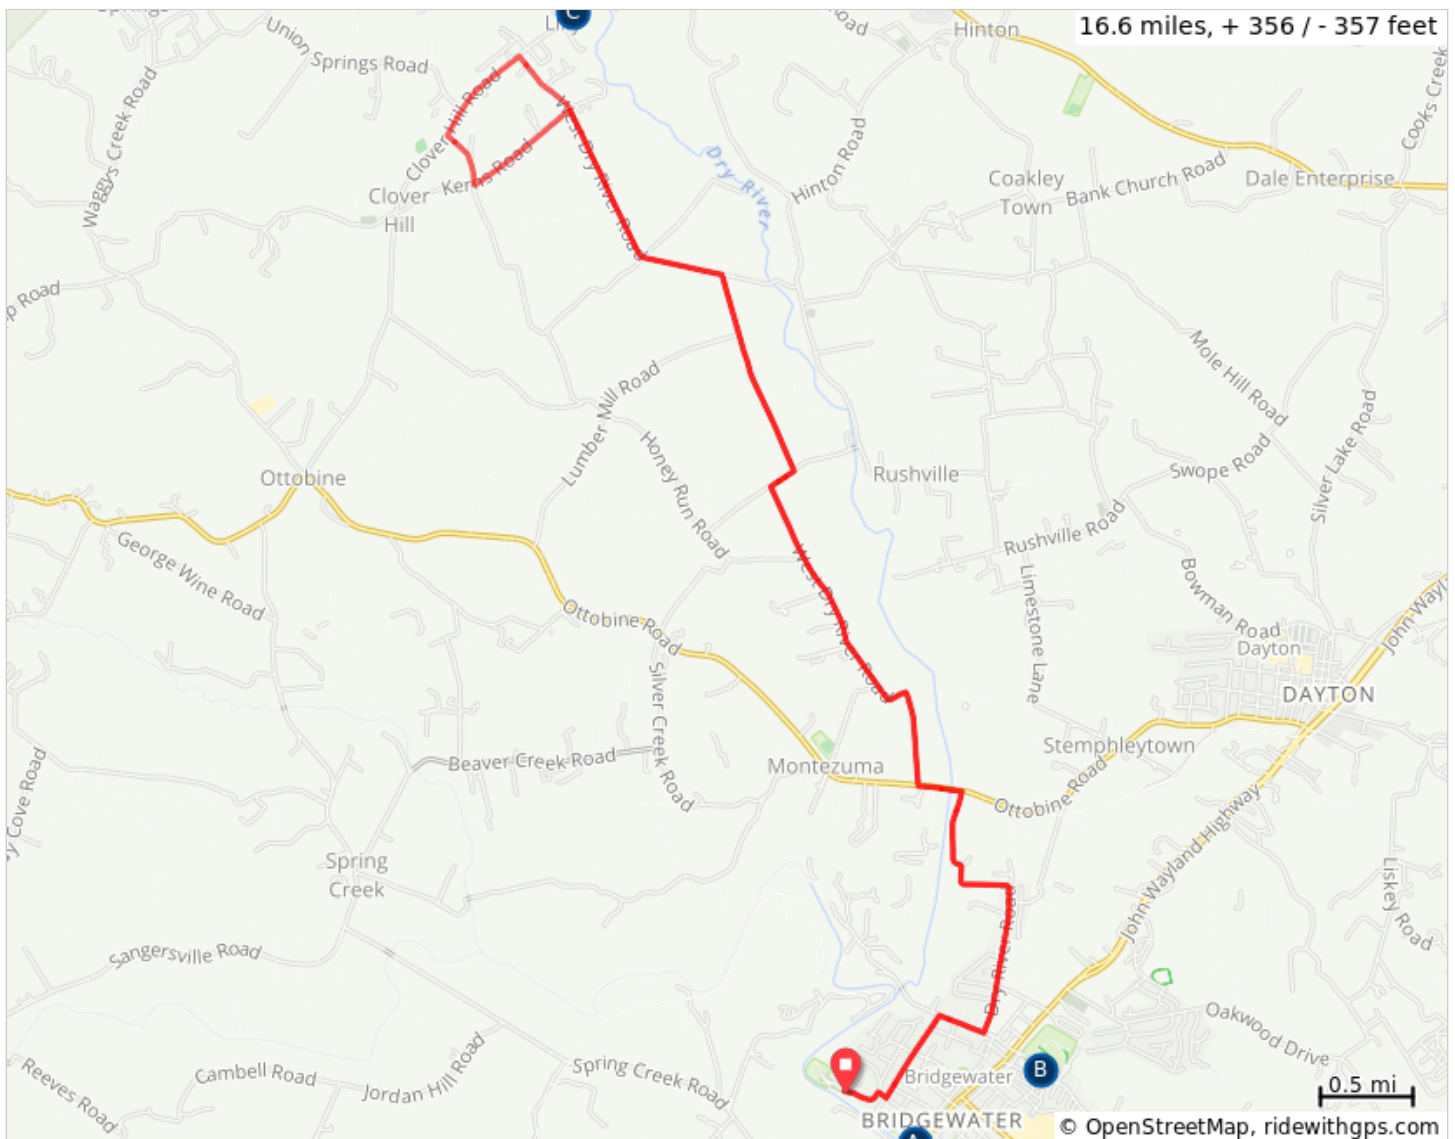 16.6 miles, + 356 / - 357 feet
C
Hinton
Road
Union
Springs Road
Waggys Creek Road
Clover Hill Road
West Dry River Road
Cooks Creek
Dry River
Hinton Road
Kerns Road
Clover
Hill
Coakley
Town
Bank Church Road
Dale Enterprise
Road
Mole Hill Road
Lumber Mill Road
Silver Lake Road
Honey Run Road
Swope Road
Ottobine
Rushville
Rushville Road
George Wine Road
West Dry River Road
Limestone Lane
Bowman Road
Ottobine Road
Dayton
DAYTON
Silver Creek Road
Stemphleytown
Beaver Creek Road
Montezuma
Ottobine Road
Cove Road
John Wayland Highway
Spring
Creek
Liskey Road
Dry River Road
Sangersville Road
Oakwood Drive
Reeves Road
Cambell Road
Jordan Hill Road
Spring Creek Road
B
Bridgewater
BRIDGEWATER
0.5 mi
© OpenStreetMap, ridewithgps.com